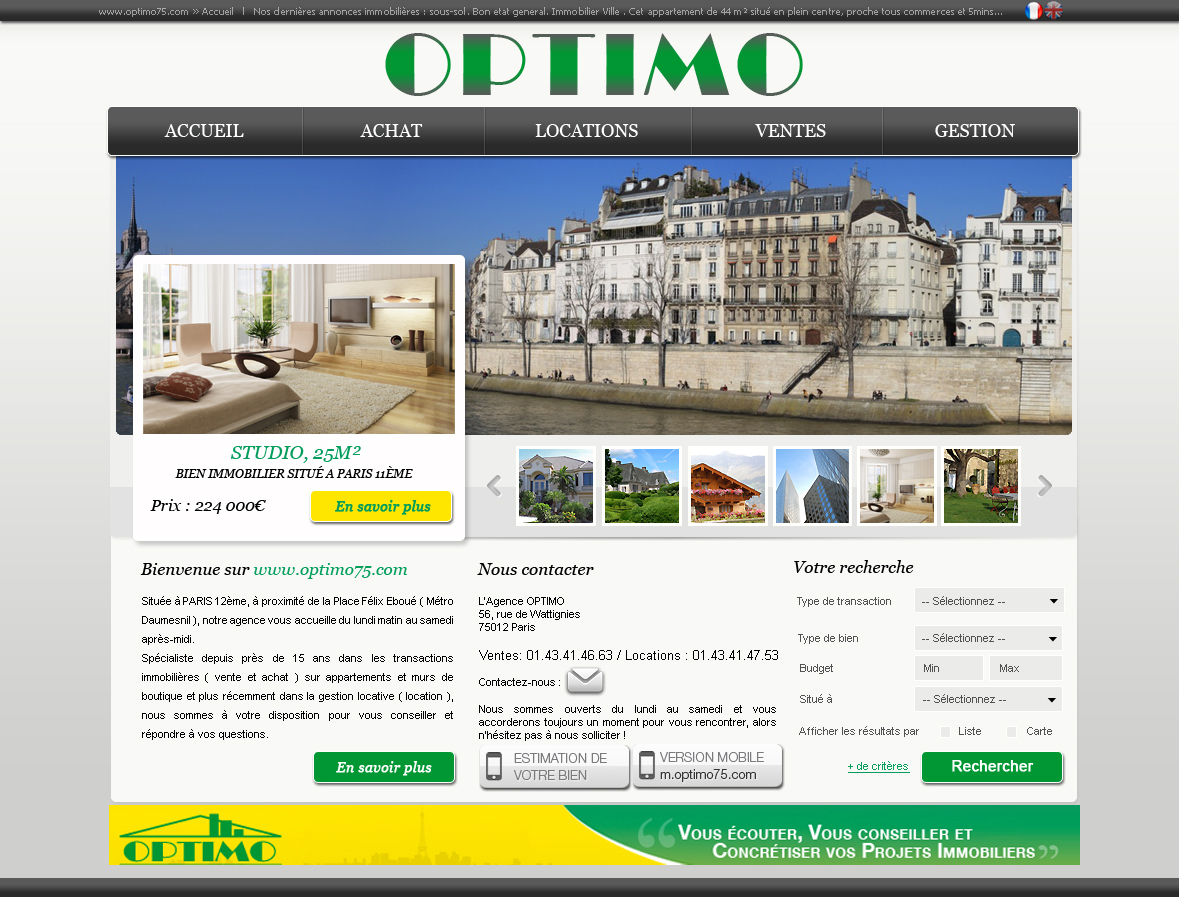 www.optimo75.com » Accueil | Nos dernières annonces immobilières : sous-sol. Bon etat general. Immobilier Ville . Cet appartement de 44 m² situé en plein centre, proche tous commerces et 5mins...
OPTIMO
ACCUEIL ACHAT LOCATIONS VENTES GESTION
STUDIO, 25M²
BIEN IMMOBILIER SITUÉ A PARIS 11ÈME
Prix : 224 000€ En savoir plus
Bienvenue sur www.optimo75.com
Située à PARIS 12ème, à proximité de la Place Félix Eboué ( Métro
Daumesnil ), notre agence vous accueille du lundi matin au samedi
après-midi.
Spécialiste depuis près de 15 ans dans les transactions
immobilières ( vente et achat ) sur appartements et murs de
boutique et plus récemment dans la gestion locative ( location ),
nous sommes à votre disposition pour vous conseiller et
répondre à vos questions.
En savoir plus
Nous contacter
L'Agence OPTIMO
56, rue de Wattignies
75012 Paris
Ventes: 01.43.41.46.63 / Locations : 01.43.41.47.53
Contactez-nous :
Nous sommes ouverts du lundi au samedi et vous
accorderons toujours un moment pour vous rencontrer, alors
n'hésitez pas à nous solliciter !
ESTIMATION DE
VOTRE BIEN
VERSION MOBILE
m.optimo75.com
Votre recherche
Type de transaction -- Sélectionnez --
Type de bien -- Sélectionnez --
Budget Min Max
Situé à -- Sélectionnez --
Afficher les résultats par Liste Carte
+ de critères Rechercher
OPTIMO
“ Vous écouter, Vous conseiller et
Concrétiser vos Projets Immobiliers ”